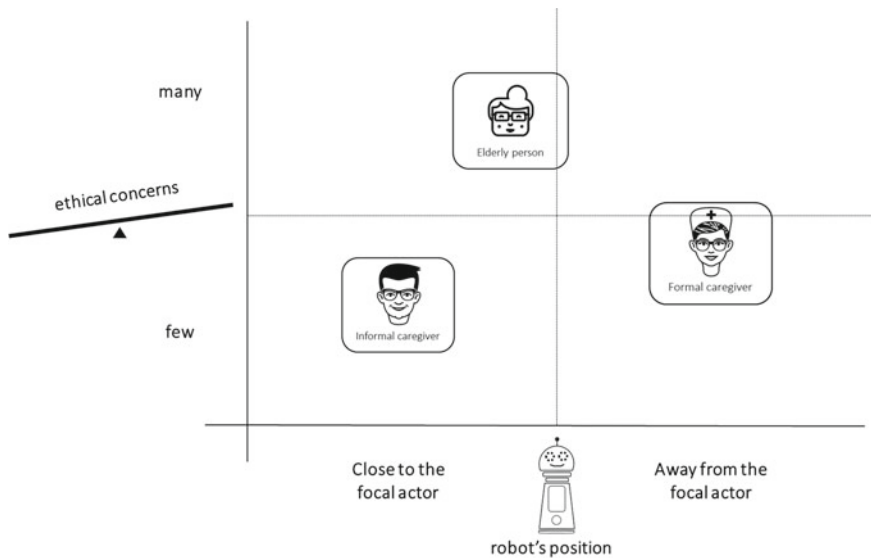 many
Elderly person
ethical concerns
Formal caregiver
Informal caregiver
few
Close to the
focal actor
Away from the
focal actor
robot's position